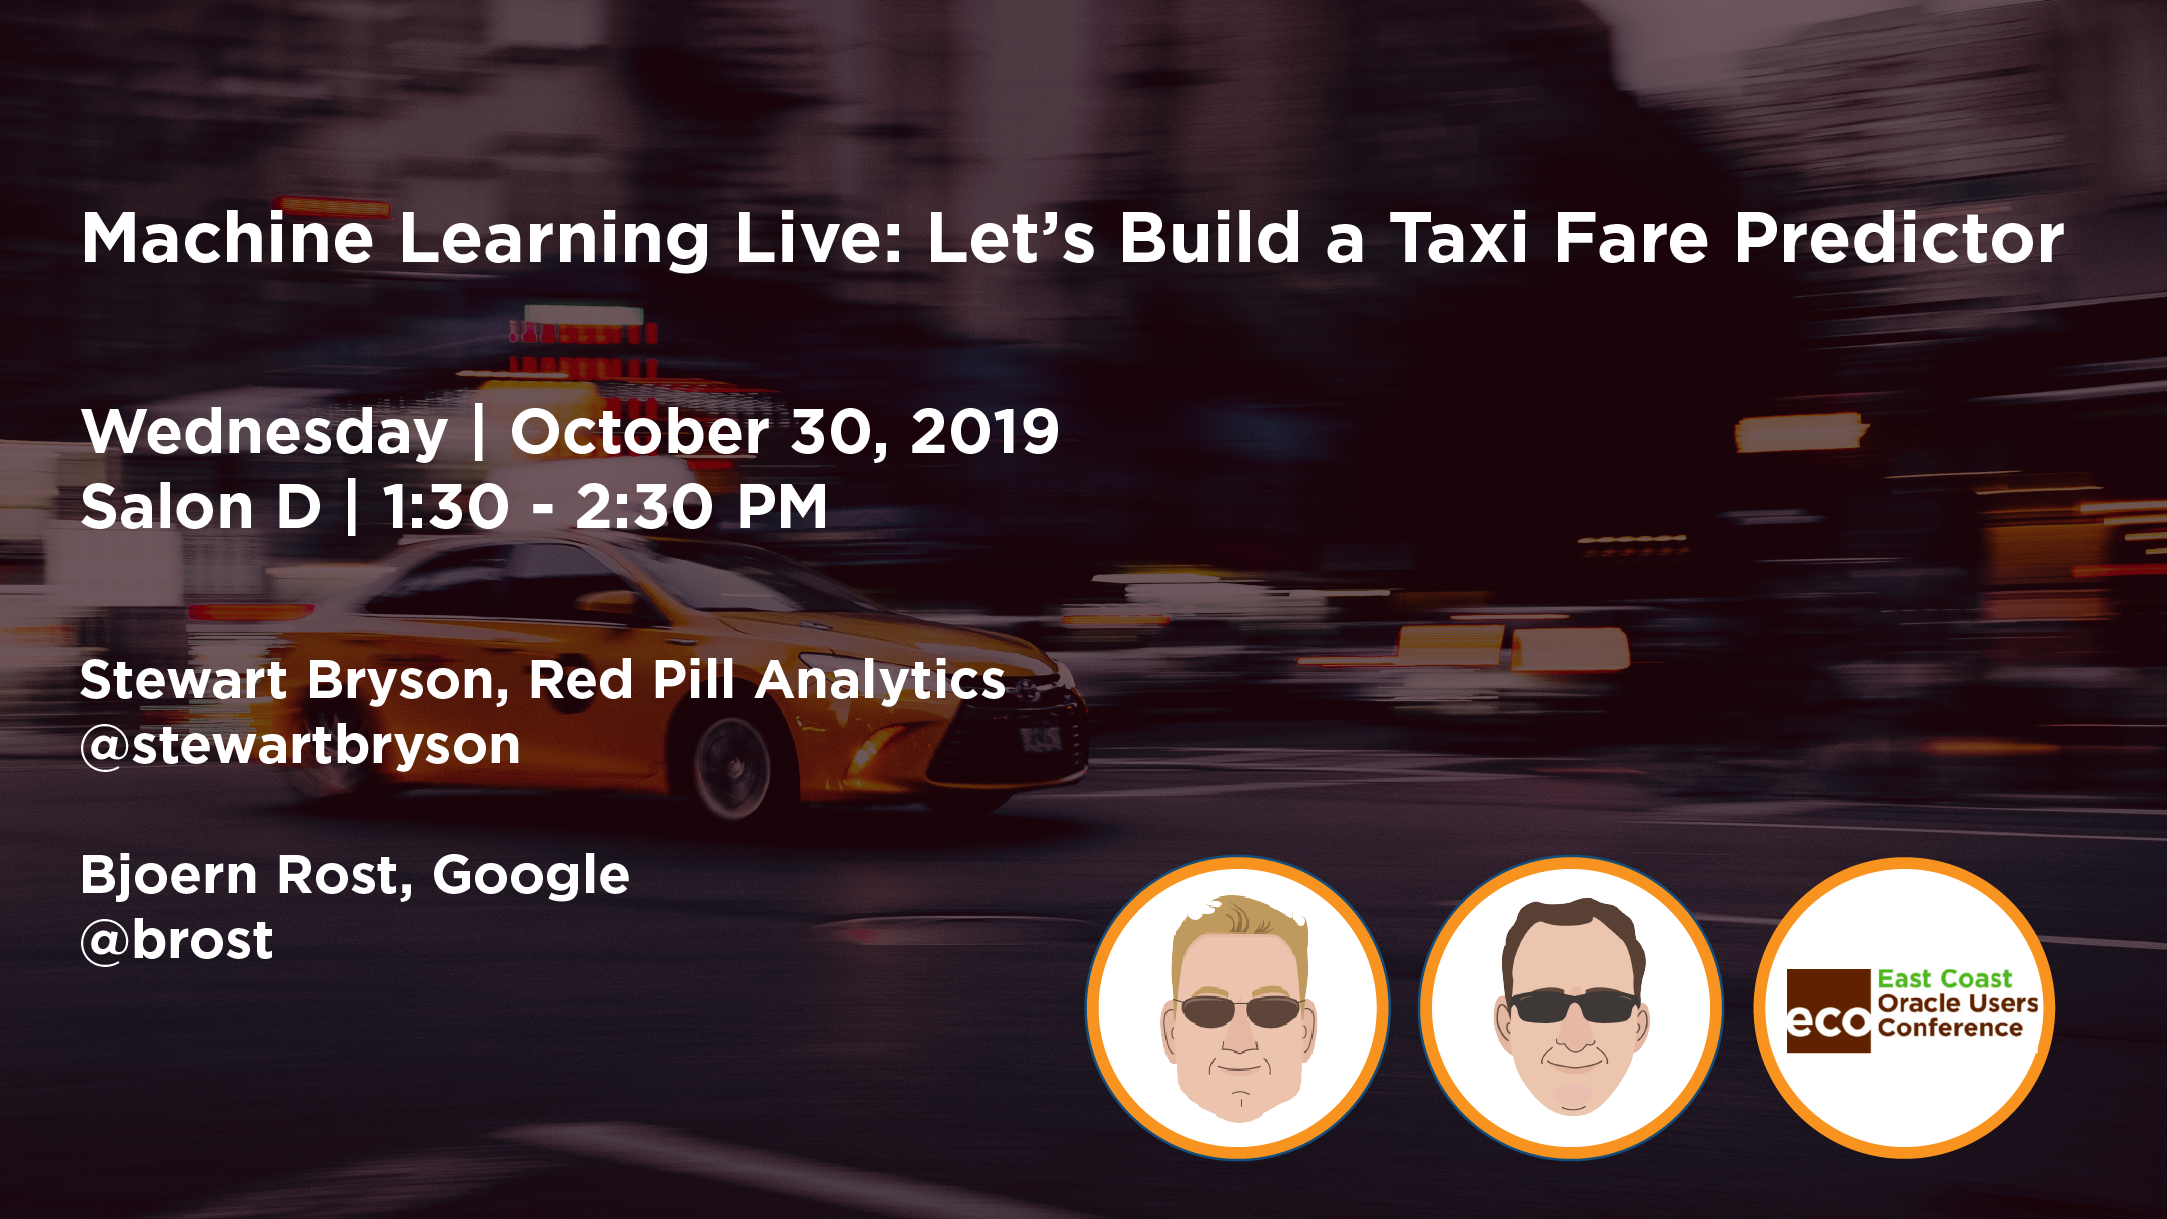 Machine Learning Live: Let’s Build a Taxi Fare Predictor
Wednesday | October 30, 2019
Salon D | 1:30 - 2:30 PM
Stewart Bryson, Red Pill Analytics
@stewartbryson
Bjoern Rost, Google
@brost
eco
East Coast
Oracle Users
Conference